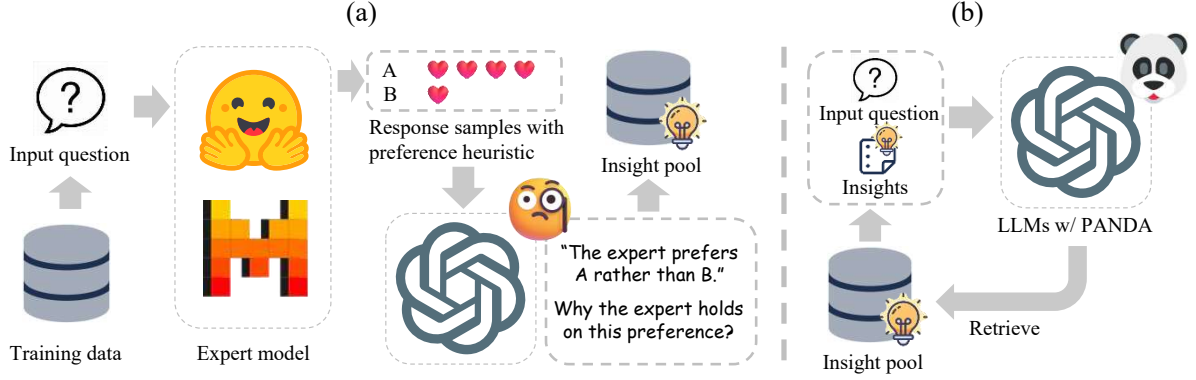 (a)
?
Input question
Training data
Expert model
A
B
Response samples with
preference heuristic
Insight pool
“The expert prefers
A rather than B.”
Why the expert holds
on this preference?
(b)
?
Input question
Insights
LLMs w/ PANDA
Retrieve
Insight pool